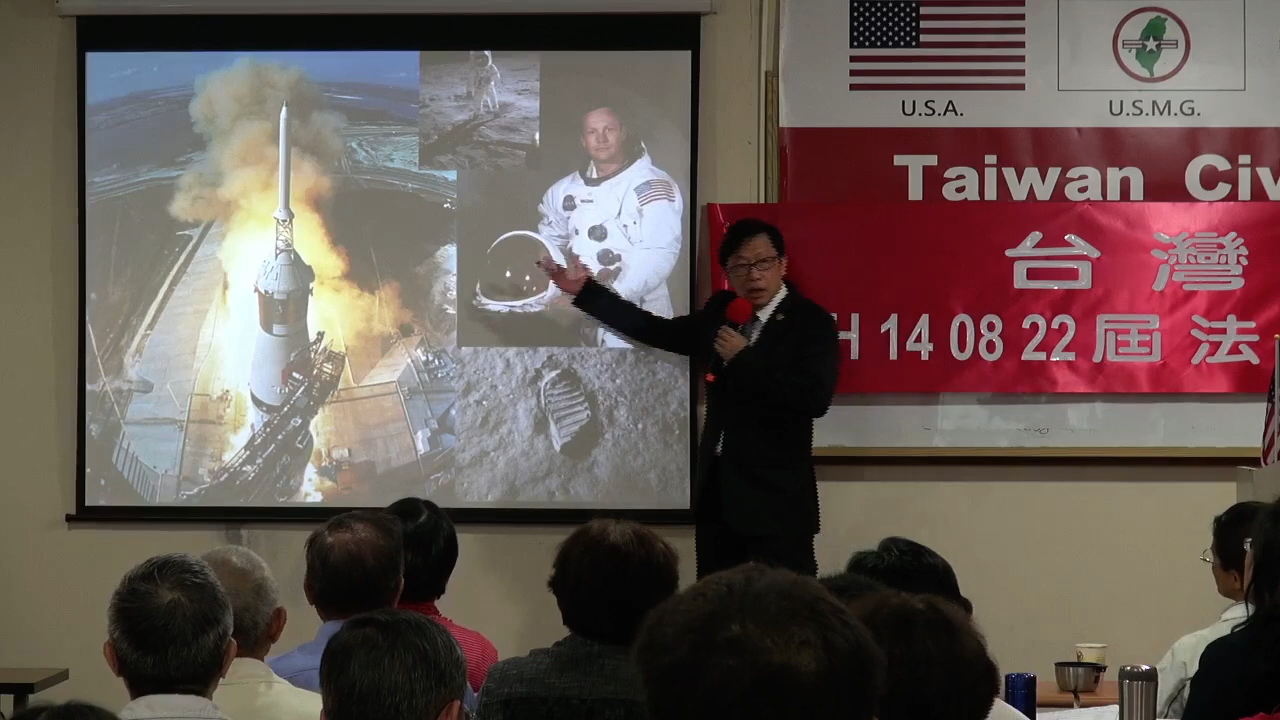 U.S.A.
U.S.M.G.
Taiwan Civ
台灣
H 14 08 22 屆 法